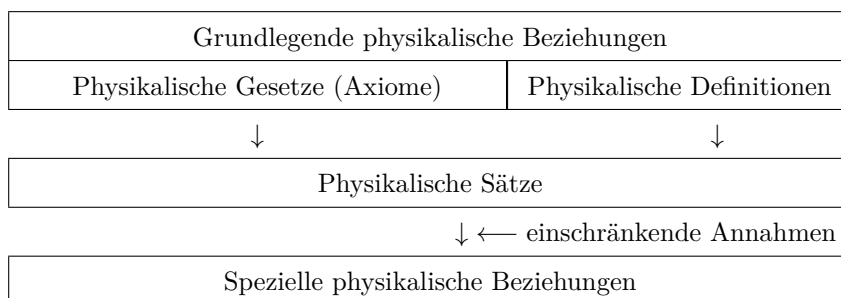 Grundlegende physikalische Beziehungen
Physikalische Gesetze (Axiome) Physikalische Definitionen
↓ ↓
Physikalische Sätze
↓ ⟵ einschränkende Annahmen
Spezielle physikalische Beziehungen